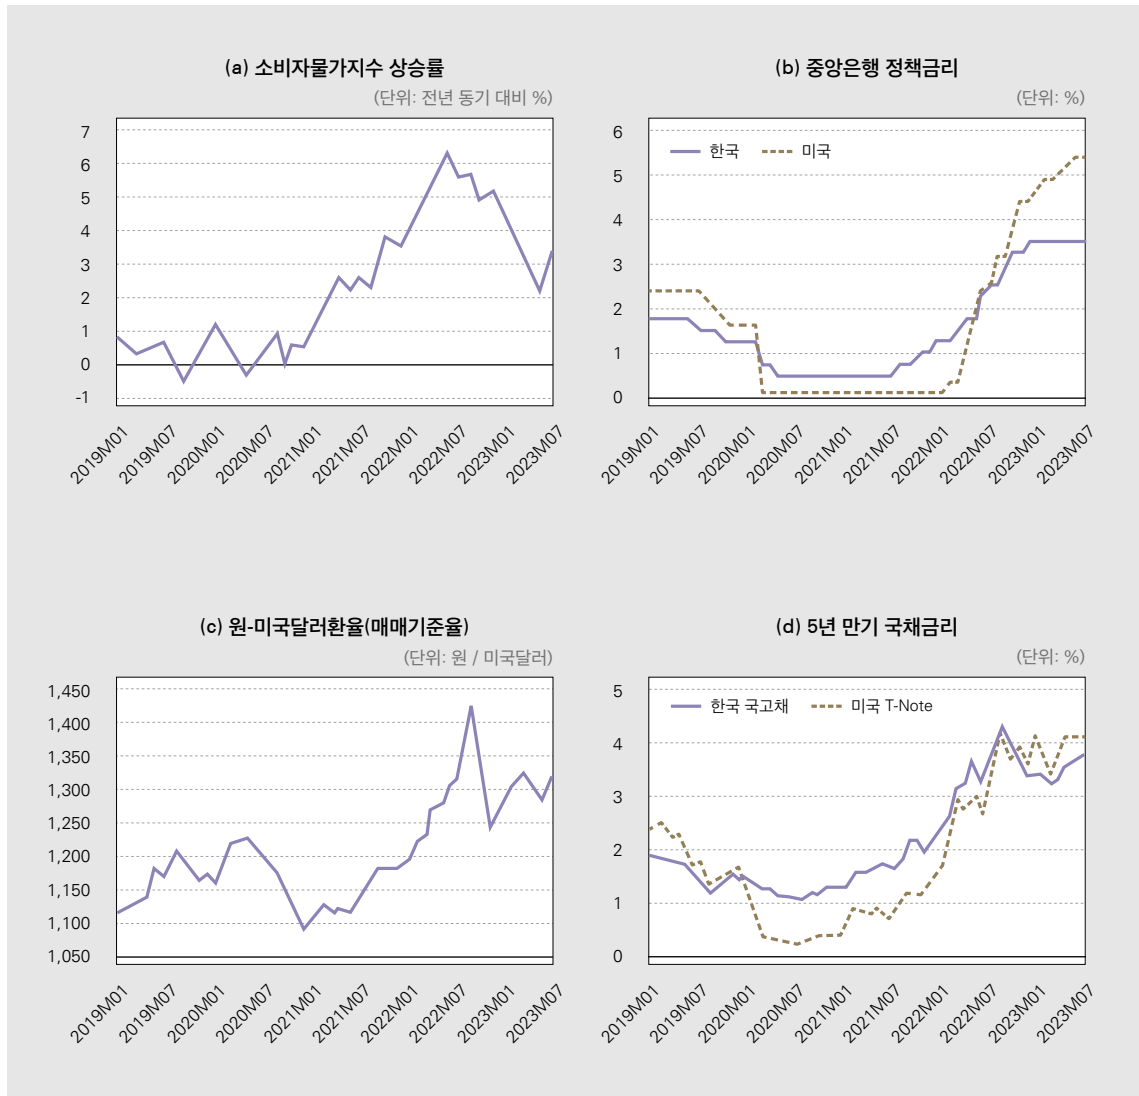 (a) 소비자물가지수 상승률
(단위: 전년 동기 대비 %)
7
6
5
4
3
2
1
0
-1
2019M01
2019M07
2020M01
2020M07
2021M01
2021M07
2022M01
2022M07
2023M01
2023M07
(b) 중앙은행 정책금리
(단위: %)
6
5
4
3
2
1
0
한국 미국
2019M01
2019M07
2020M01
2020M07
2021M01
2021M07
2022M01
2022M07
2023M01
2023M07
(c) 원-미국달러환율(매매기준율)
(단위: 원 / 미국달러)
1,450
1,400
1,350
1,300
1,250
1,200
1,150
1,100
1,050
2019M01
2019M07
2020M01
2020M07
2021M01
2021M07
2022M01
2022M07
2023M01
2023M07
(d) 5년 만기 국채금리
(단위: %)
5
4
3
2
1
0
한국 국고채 미국 T-Note
2019M01
2019M07
2020M01
2020M07
2021M01
2021M07
2022M01
2022M07
2023M01
2023M07